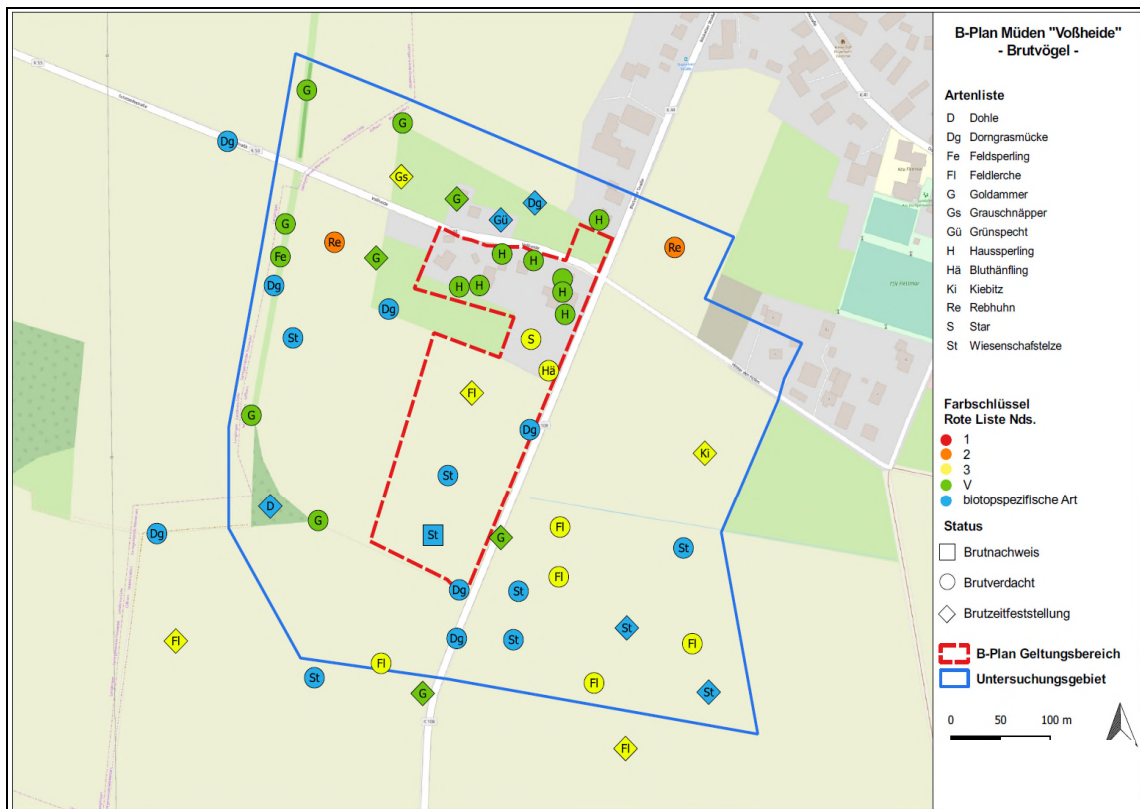 B-Plan Müden "Voßheide"
- Brutvögel -
Artenliste
D Dohle
Dg Dorngrasmücke
Fe Feldsperling
Fl Feldlerche
G Goldammer
Gs Grauschnäpper
Gü Grünspecht
H Haussperling
Hä Bluthänfling
Ki Kiebitz
Re Rebhuhn
S Star
St Wiesenschafstelze
Farbschlüssel
Rote Liste Nds.
1
2
3
V
biotopspezifische Art
Status
Brutnachweis
Brutverdacht
Brutzeitfeststellung
B-Plan Geltungsbereich
Untersuchungsgebiet
0 50 100 m
G
G
Dg
Gs
G
Dg
Gü
H
G
Re
Re
Fe
G
H
H
Dg
H
H
H
Dg
H
St
S
Hä
Fl
G
Dg
Ki
St
D
G
Fl
Dg
St
G
St
Fl
Dg
St
St
Fl
Dg
St
Fl
Fl
St
Fl
G
St
Fl